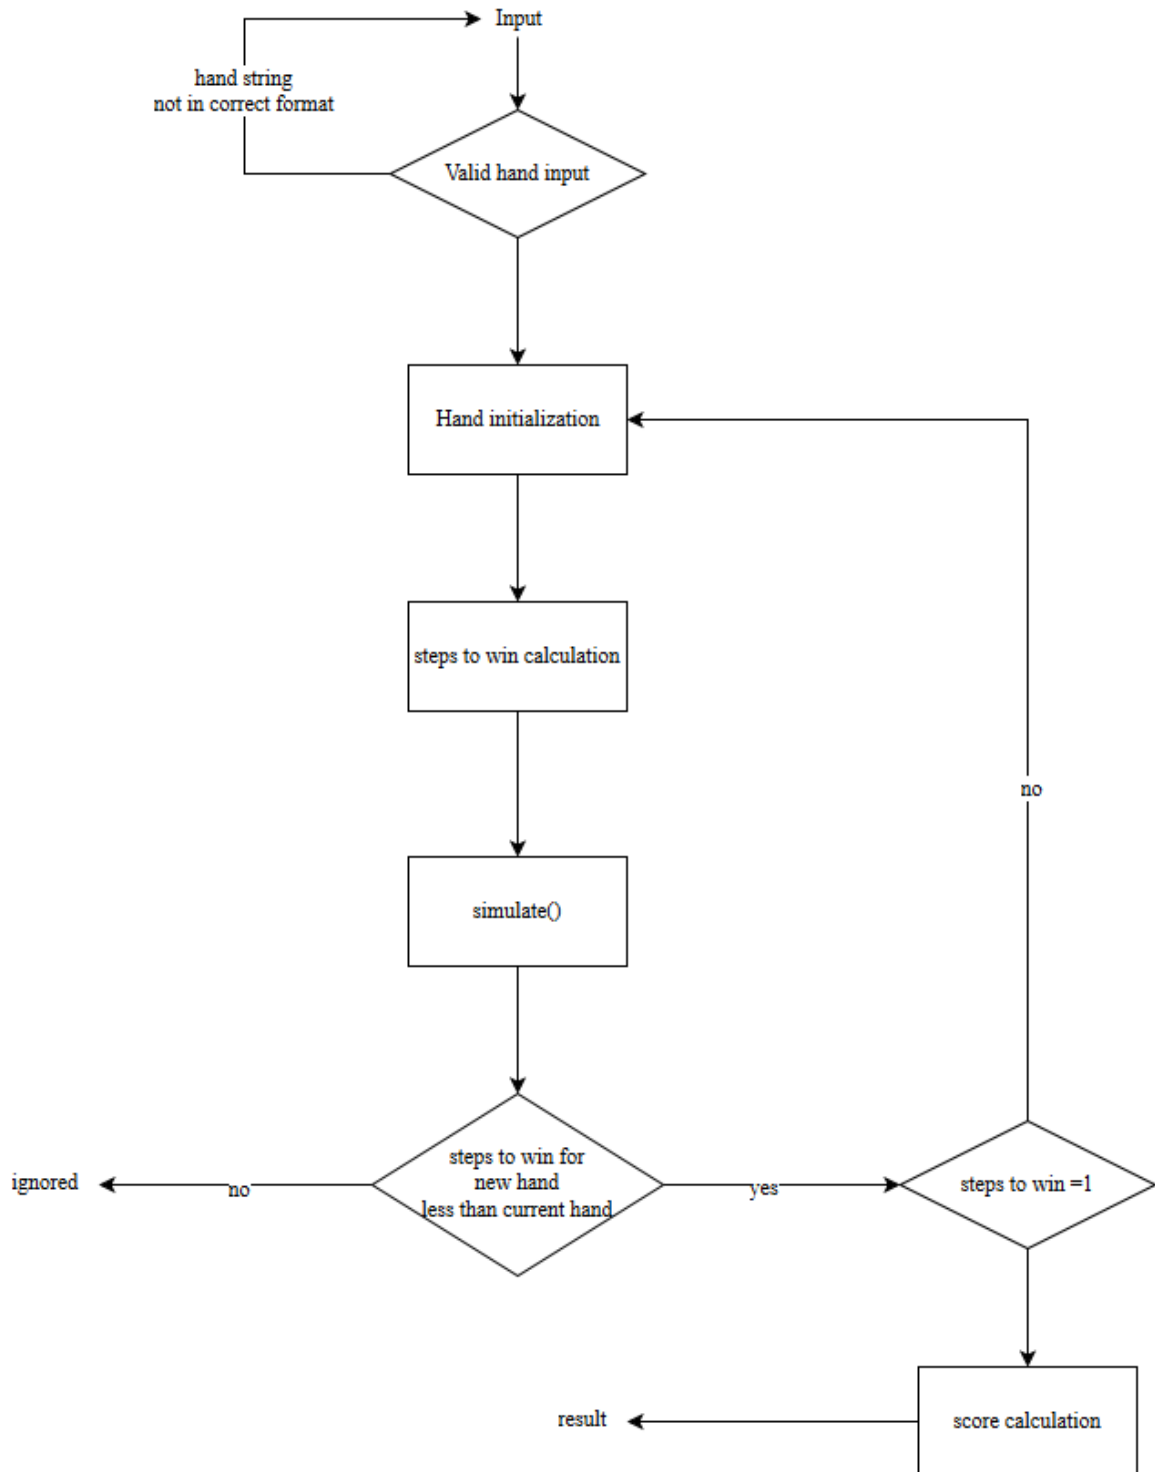 Input
hand string
not in correct format
Valid hand input
Hand initialization
steps to win calculation
no
simulate()
steps to win for
new hand
less than current hand
ignored
no
yes
steps to win =1
result
score calculation